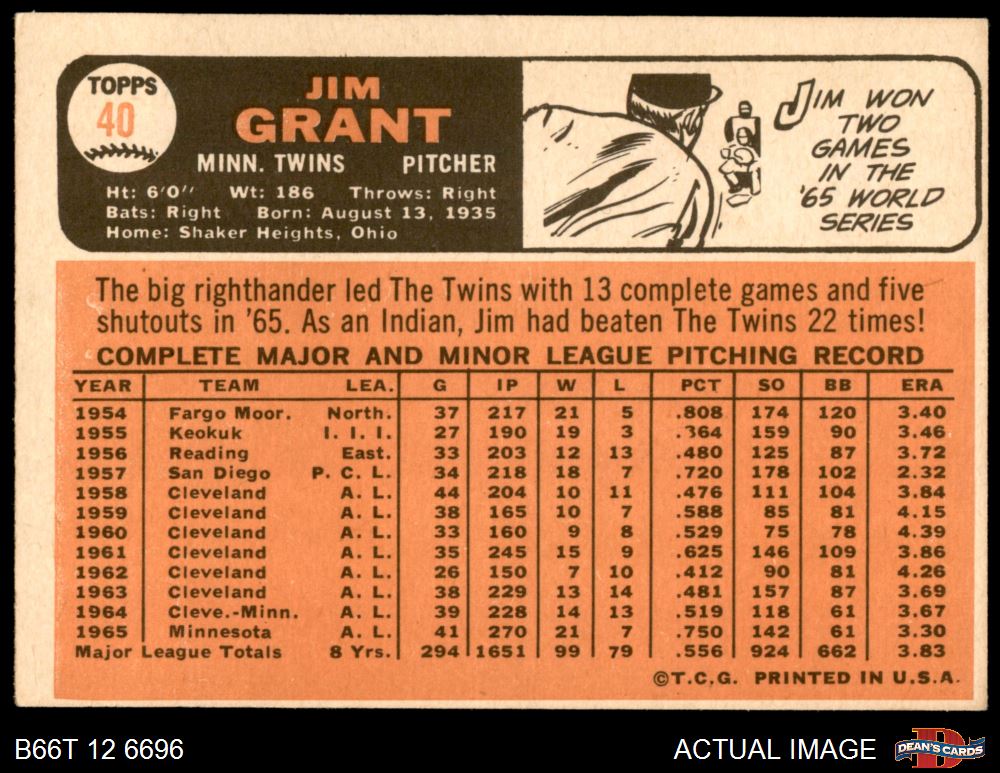 TOPPS
40
JIM
GRANT
MINN. TWINS PITCHER
Ht: 6'0" Wt: 186 Throws: Right
Bats: Right Born: August 13, 1935
Home: Shaker Heights, Ohio
JIM WON
TWO
GAMES
IN THE
'65 WORLD
SERIES
The big righthander led The Twins with 13 complete games and five
shutouts in '65. As an Indian, Jim had beaten The Twins 22 times!
COMPLETE MAJOR AND MINOR LEAGUE PITCHING RECORD
YEAR TEAM LEA. G IP W L PCT SO BB ERA
1954 Fargo Moor. North. 37 217 21 5 .808 174 120 3.40
1955 Keokuk I. I. I. 27 190 19 3 .364 159 90 3.46
1956 Reading East. 33 203 12 13 .480 125 87 3.72
1957 San Diego P. C. L. 34 218 18 7 .720 178 102 2.32
1958 Cleveland A. L. 44 204 10 11 .476 111 104 3.84
1959 Cleveland A. L. 38 165 10 7 .588 85 81 4.15
1960 Cleveland A. L. 33 160 9 8 .529 75 78 4.39
1961 Cleveland A. L. 35 245 15 9 .625 146 109 3.86
1962 Cleveland A. L. 26 150 7 10 .412 90 81 4.26
1963 Cleveland A. L. 38 229 13 14 .481 157 87 3.69
1964 Cleve.-Minn. A. L. 39 228 14 13 .519 118 61 3.67
1965 Minnesota A. L. 41 270 21 7 .750 142 61 3.30
Major League Totals 8 Yrs. 294 1651 99 79 .556 924 662 3.83
©T.C.G. PRINTED IN U.S.A.
B66T 12 6696
ACTUAL IMAGE
D
DEAN'S CARDS